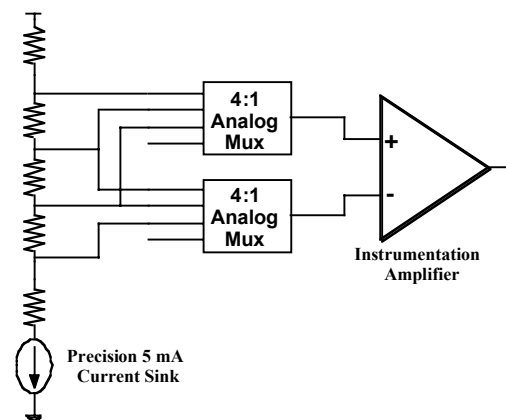 4:1
Analog
Mux
+
4:1
Analog
Mux
-
Instrumentation
Amplifier
Precision 5 mA
Current Sink